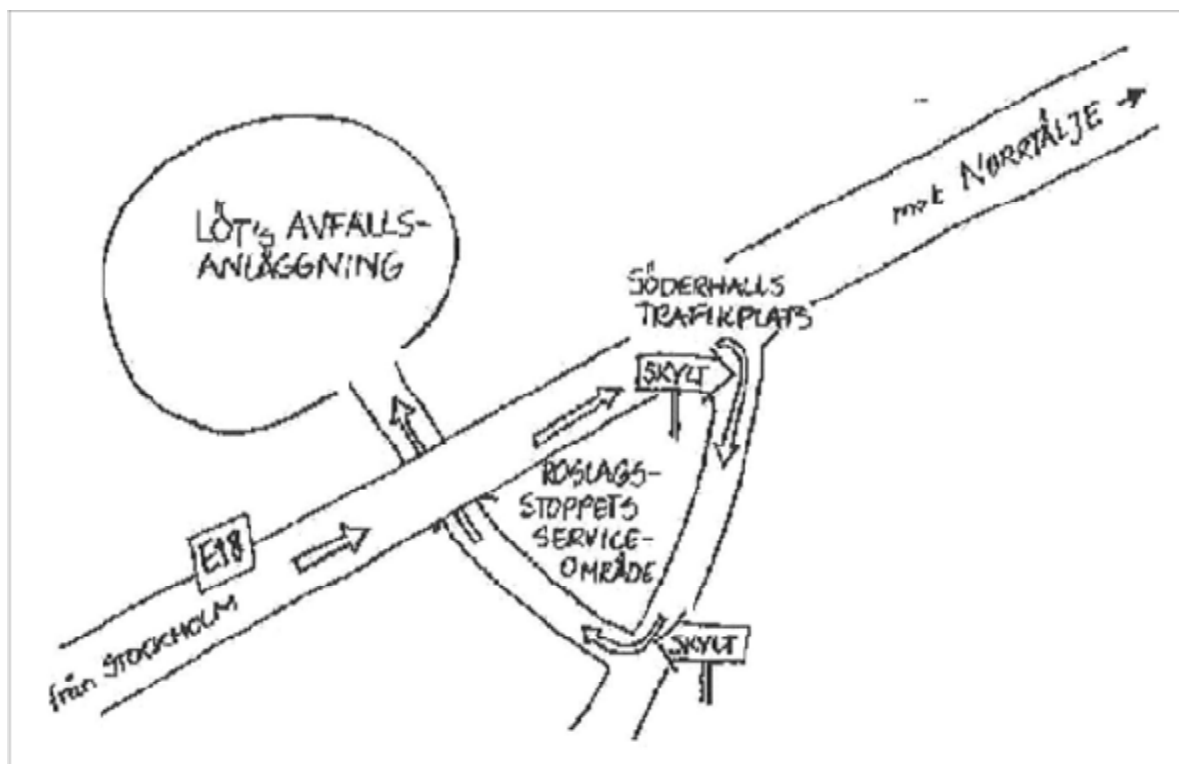 LÖT's AVFALLS-
ANLÄGGNING
mot NORRTÄLJE
SÖDERHALLS
TRAFIKPLATS
SKYLT
ROSLAGS-
STOPPETS
SERVICE-
OMRÅDE
E18
från STOCKHOLM
SKYLT